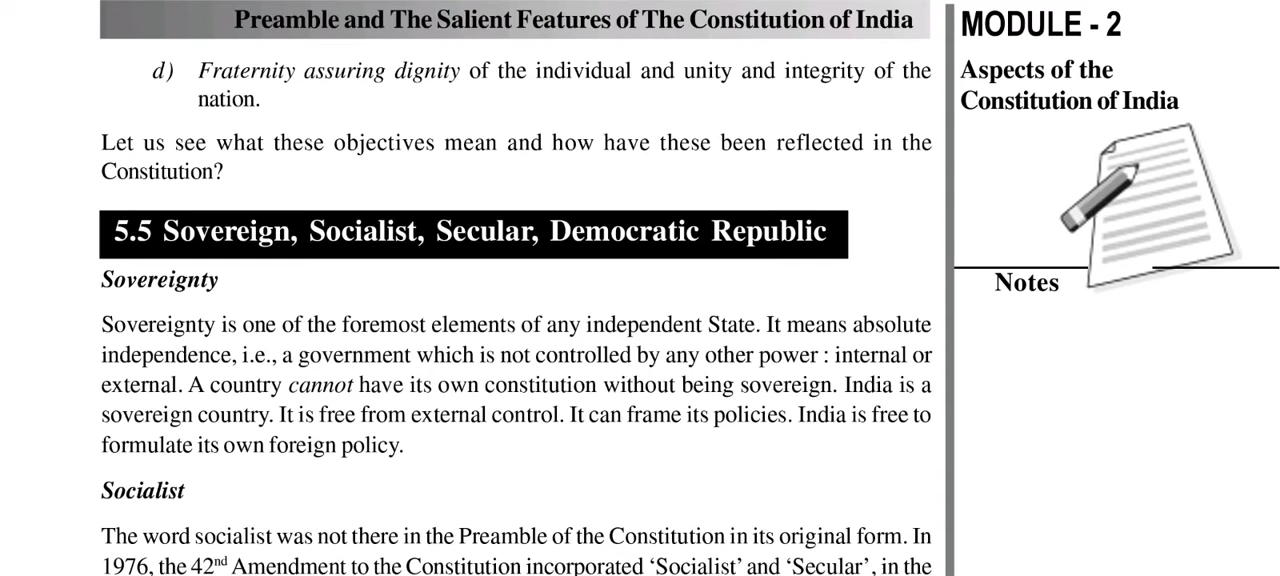 Preamble and The Salient Features of The Constitution of India
d) Fraternity assuring dignity of the individual and unity and integrity of the
nation.
Let us see what these objectives mean and how have these been reflected in the
Constitution?
5.5 Sovereign, Socialist, Secular, Democratic Republic
Sovereignty
Sovereignty is one of the foremost elements of any independent State. It means absolute
independence, i.e., a government which is not controlled by any other power : internal or
external. A country cannot have its own constitution without being sovereign. India is a
sovereign country. It is free from external control. It can frame its policies. India is free to
formulate its own foreign policy.
Socialist
The word socialist was not there in the Preamble of the Constitution in its original form. In
1976, the 42nd Amendment to the Constitution incorporated ‘Socialist’ and ‘Secular’, in the
MODULE - 2
Aspects of the
Constitution of India
Notes